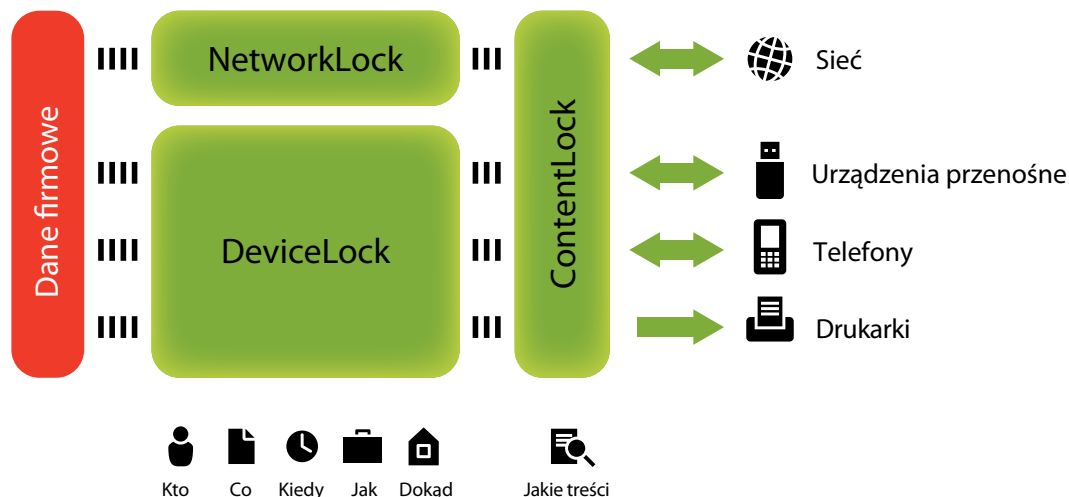 Dane firmowe
NetworkLock
DeviceLock
ContentLock
Sieć
Urządzenia przenośne
Telefony
Drukarki
Kto
Co
Kiedy
Jak
Dokąd
Jakie treści